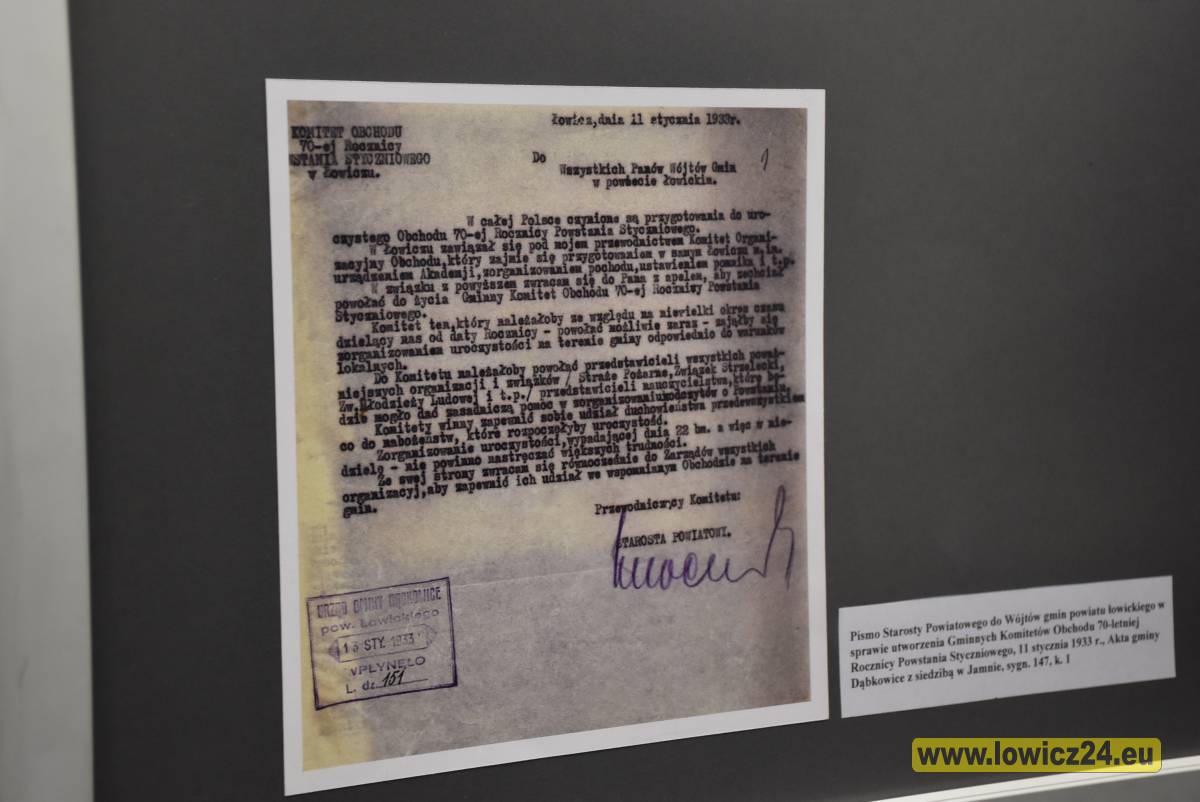 Łowicz,dnia 11 stycznia 1933r.
KOMITET OBCHODU
70-ej Rocznicy
STANIA STYCZNIOWEGO
w Łowiczu.
Do
Wszystkich Panów Wójtów Gmin
w powiecie łowickim.
W całej Polsce czynione są przygotowania do uro-
czystego Obchodu 70-ej Rocznicy Powstania Styczniowego.
W Łowiczu zawiązał się pod mojem przewodnictwem Komitet Organi-
zacyjny Obchodu,który zajmie się przygotowaniem w samym Łowiczu m.in.
urządzeniem Akademji,zorganizowaniem pochodu,ustawieniem pomnika i t.p.
W związku z powyższem zwracam się do Pana z apelem, aby zechciał
powołać do życia Gminny Komitet Obchodu 70-ej Rocznicy Powstania
Styczniowego.
Komitet ten,który należałoby ze względu na niewielki okres czasu
dzielący nas od daty Rocznicy - powołać możliwie zaraz - zająłby się
zorganizowaniem uroczystości na terenie gminy odpowiednio do warunków
lokalnych.
Do Komitetu należałoby powołać przedstawicieli wszystkich poważ-
niejszych organizacji i związków / Straże Pożarne,Związek Strzelecki,
Zw.Młodzieży Ludowej i t.p./ przedstawicieli nauczycielstwa,które bę-
dzie mogło dać zasadniczą pomoc w zorganizowaniu odczytów o Powstaniu.
Komitety winny zapewnić sobie udział duchowieństwa przedewszystkiem
co do nabożeństw, które rozpoczęłyby uroczystość.
Zorganizowanie uroczystości,wypadającej dnia 22 bm. a więc w nie-
dzielę - nie powinno nastręczać większych trudności.
Ze swej strony zwracam się równocześnie do Zarządów wszystkich
organizacyj,aby zapewnić ich udział we wspomnianym Obchodzie na terenie
gmin.
Przewodniczący Komitetu:
STAROSTA POWIATOWY.
URZĄD GMINY DĄBKOWICE
pow. Łowickiego
13 STY. 1933
WPŁYNĘŁO
L. dz. 151
Pismo Starosty Powiatowego do Wójtów gmin powiatu łowickiego w
sprawie utworzenia Gminnych Komitetów Obchodu 70-letniej
Rocznicy Powstania Styczniowego, 11 stycznia 1933 r., Akta gminy
Dąbkowice z siedzibą w Jamnie, sygn. 147, k. 1
www.lowicz24.eu